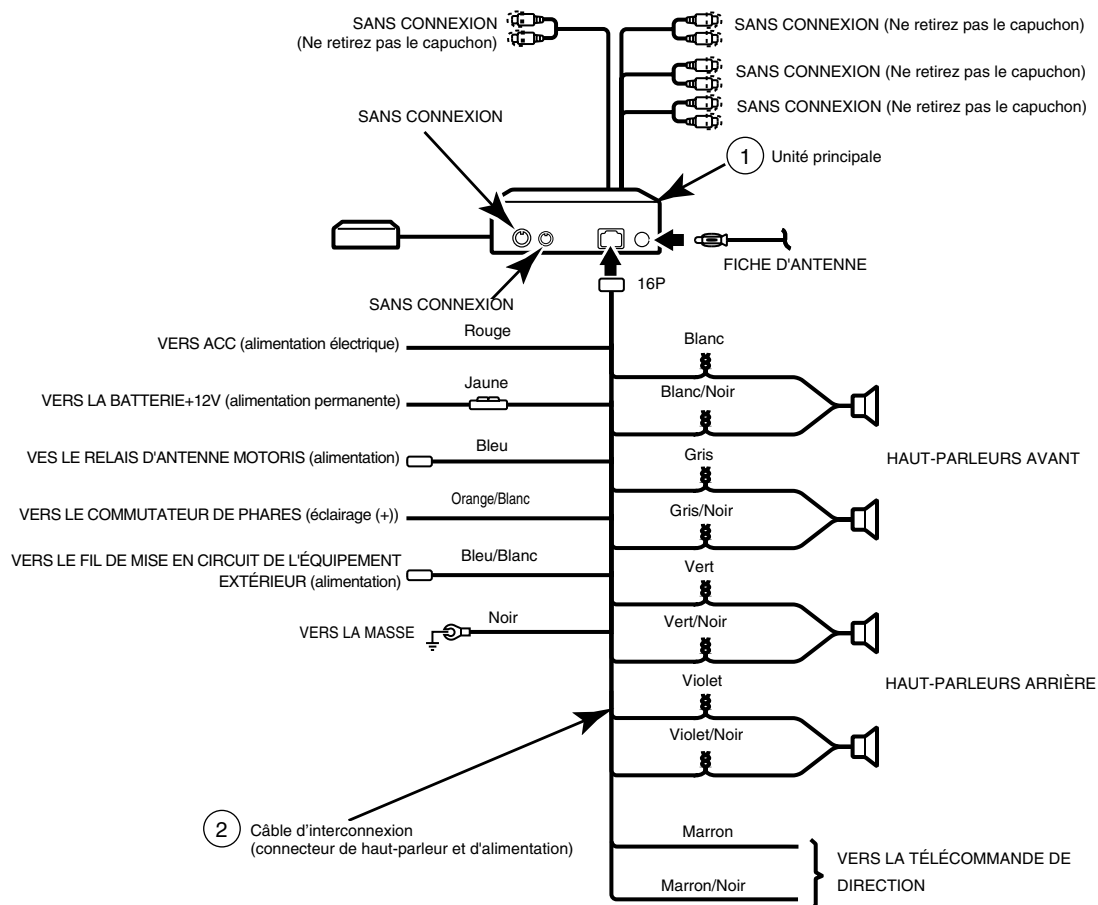 SANS CONNEXION
(Ne retirez pas le capuchon)
SANS CONNEXION (Ne retirez pas le capuchon)
SANS CONNEXION (Ne retirez pas le capuchon)
SANS CONNEXION (Ne retirez pas le capuchon)
SANS CONNEXION
1 Unité principale
FICHE D'ANTENNE
16P
SANS CONNEXION
Rouge
VERS ACC (alimentation électrique)
Jaune
VERS LA BATTERIE+12V (alimentation permanente)
Bleu
VES LE RELAIS D'ANTENNE MOTORIS (alimentation)
Orange/Blanc
VERS LE COMMUTATEUR DE PHARES (éclairage (+))
Bleu/Blanc
VERS LE FIL DE MISE EN CIRCUIT DE L'ÉQUIPEMENT
EXTÉRIEUR (alimentation)
Noir
VERS LA MASSE
Blanc
Blanc/Noir
Gris
HAUT-PARLEURS AVANT
Gris/Noir
Vert
Vert/Noir
Violet
HAUT-PARLEURS ARRIÈRE
Violet/Noir
2 Câble d'interconnexion
(connecteur de haut-parleur et d'alimentation)
Marron
VERS LA TÉLÉCOMMANDE DE
DIRECTION
Marron/Noir